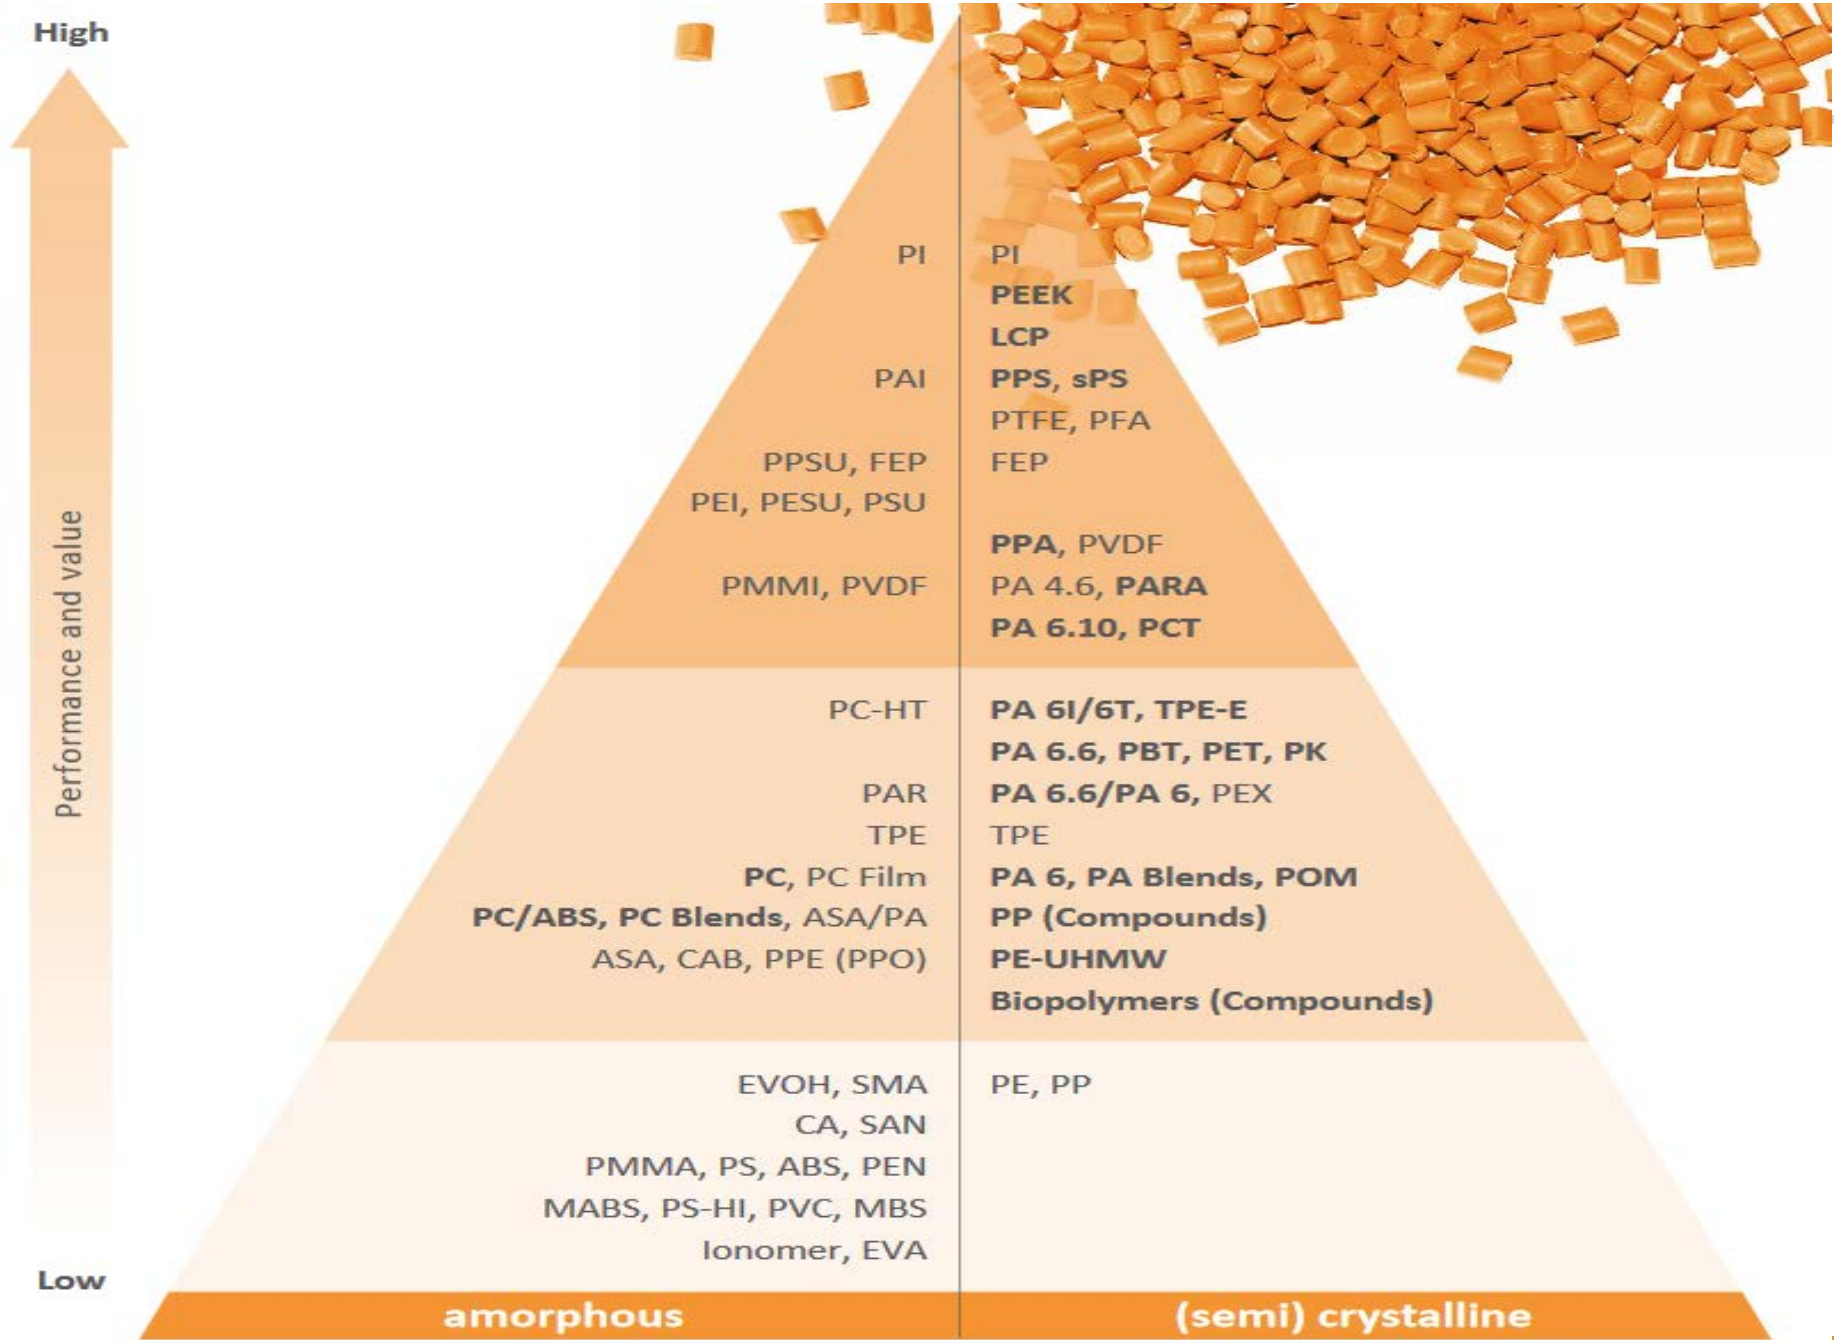 High
PI PI
PEEK
LCP
PAI PPS, sPS
PTFE, PFA
PPSU, FEP FEP
PEI, PESU, PSU
PPA, PVDF
PMMI, PVDF PA 4.6, PARA
PA 6.10, PCT
Performance and value
PC-HT PA 6I/6T, TPE-E
PA 6.6, PBT, PET, PK
PAR PA 6.6/PA 6, PEX
TPE TPE
PC, PC Film PA 6, PA Blends, POM
PC/ABS, PC Blends, ASA/PA PP (Compounds)
ASA, CAB, PPE (PPO) PE-UHMW
Biopolymers (Compounds)
EVOH, SMA PE, PP
CA, SAN
PMMA, PS, ABS, PEN
MABS, PS-HI, PVC, MBS
Ionomer, EVA
Low
amorphous (semi) crystalline